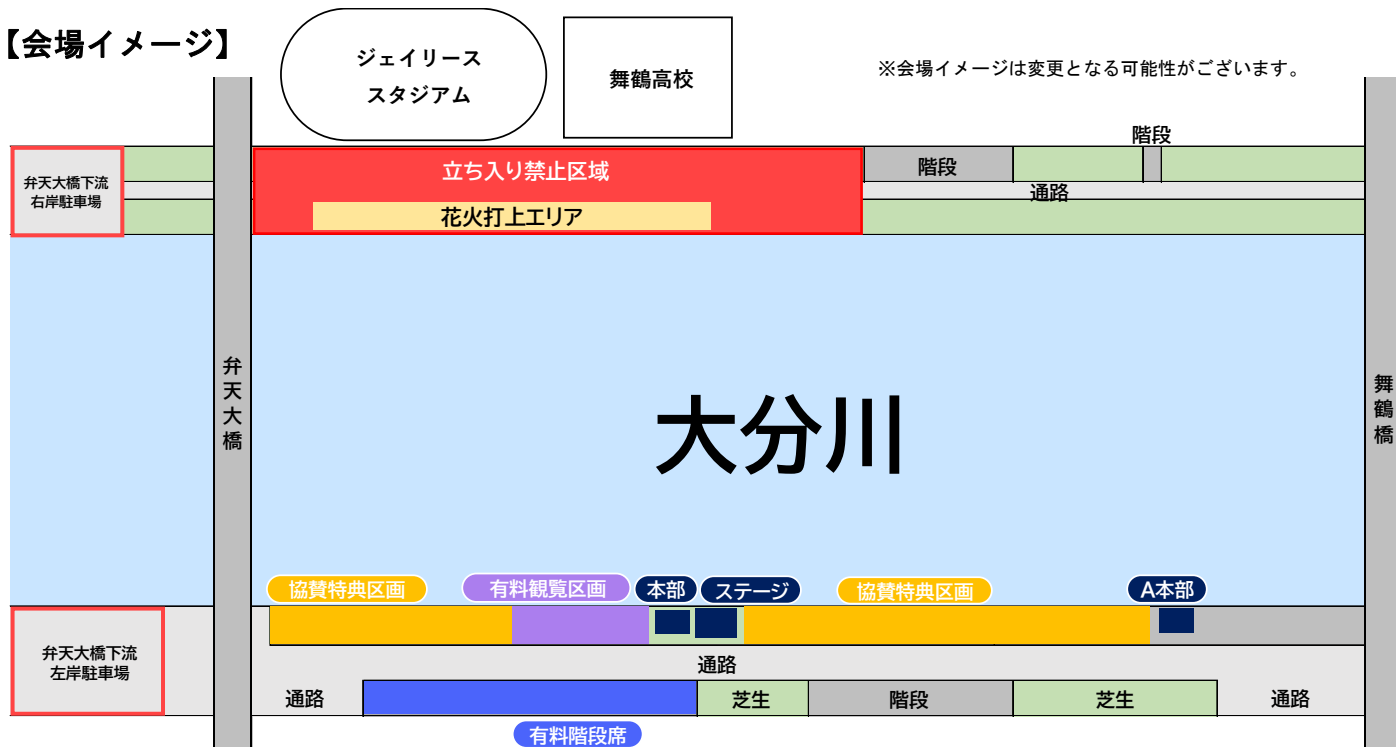 【会場イメージ】
ジェイリース
スタジアム
舞鶴高校
※会場イメージは変更となる可能性がございます。
階段
弁天大橋下流
右岸駐車場
立ち入り禁止区域
階段
通路
花火打上エリア
弁天大橋
大分川
舞鶴橋
協賛特典区画
有料観覧区画
本部
ステージ
協賛特典区画
A本部
弁天大橋下流
左岸駐車場
通路
通路
芝生
階段
芝生
通路
有料階段席